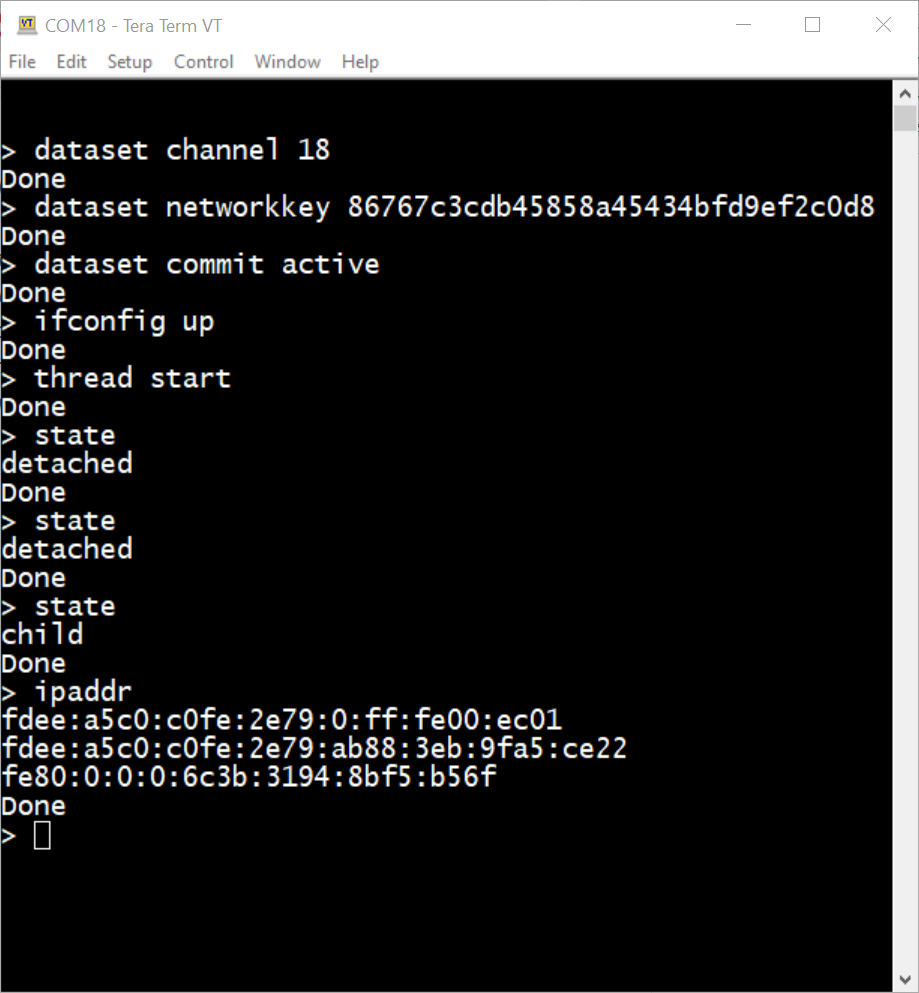 COM18 - Tera Term VT
File Edit Setup Control Window Help
> dataset channel 18
Done
> dataset networkkey 86767c3cdb45858a45434bfd9ef2c0d8
Done
> dataset commit active
Done
> ifconfig up
Done
> thread start
Done
> state
detached
Done
> state
detached
Done
> state
child
Done
> ipaddr
fdee:a5c0:c0fe:2e79:0:ff:fe00:ec01
fdee:a5c0:c0fe:2e79:ab88:3eb:9fa5:ce22
fe80:0:0:0:6c3b:3194:8bf5:b56f
Done
>